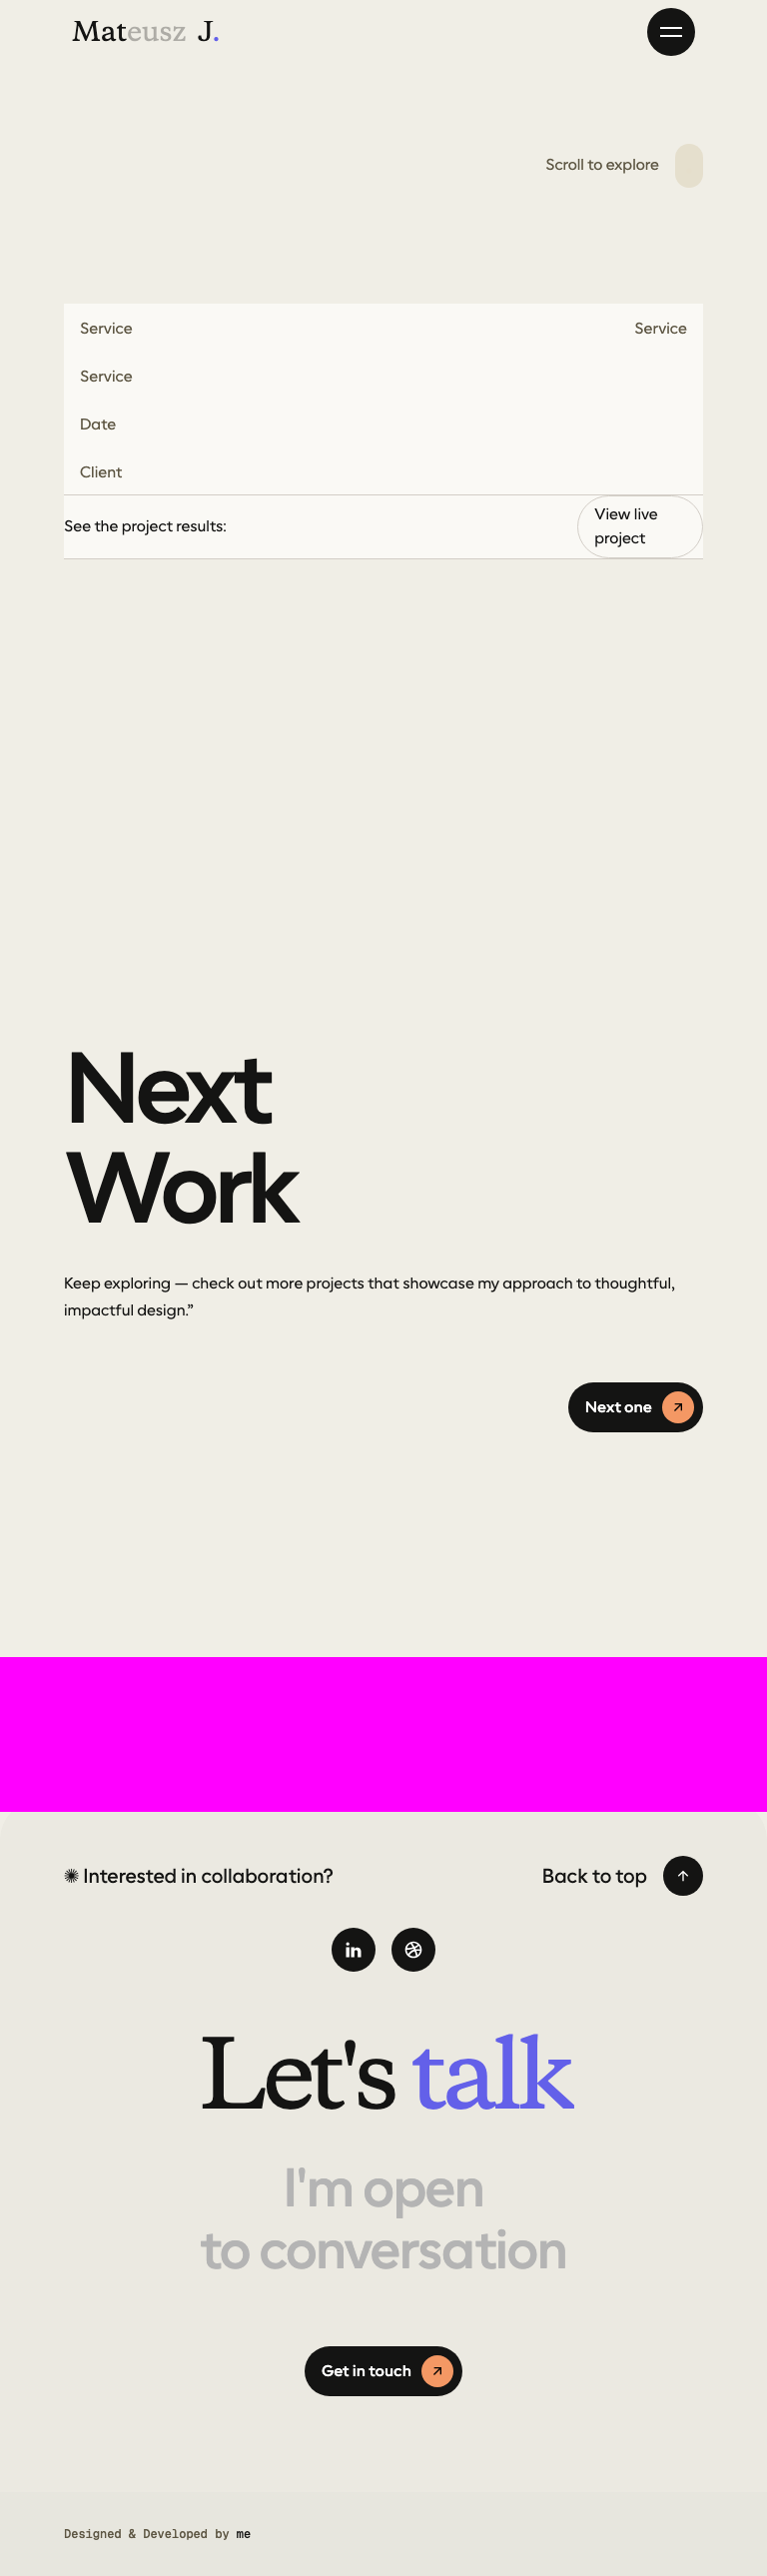 Mateusz J.
Scroll to explore
Service Service
Service
Date
Client
See the project results:
View live
project
Next
Work
Keep exploring — check out more projects that showcase my approach to thoughtful,
impactful design.”
Next one
✺ Interested in collaboration?
Back to top
in
Let's talk
I'm open
to conversation
Get in touch
Designed & Developed by me